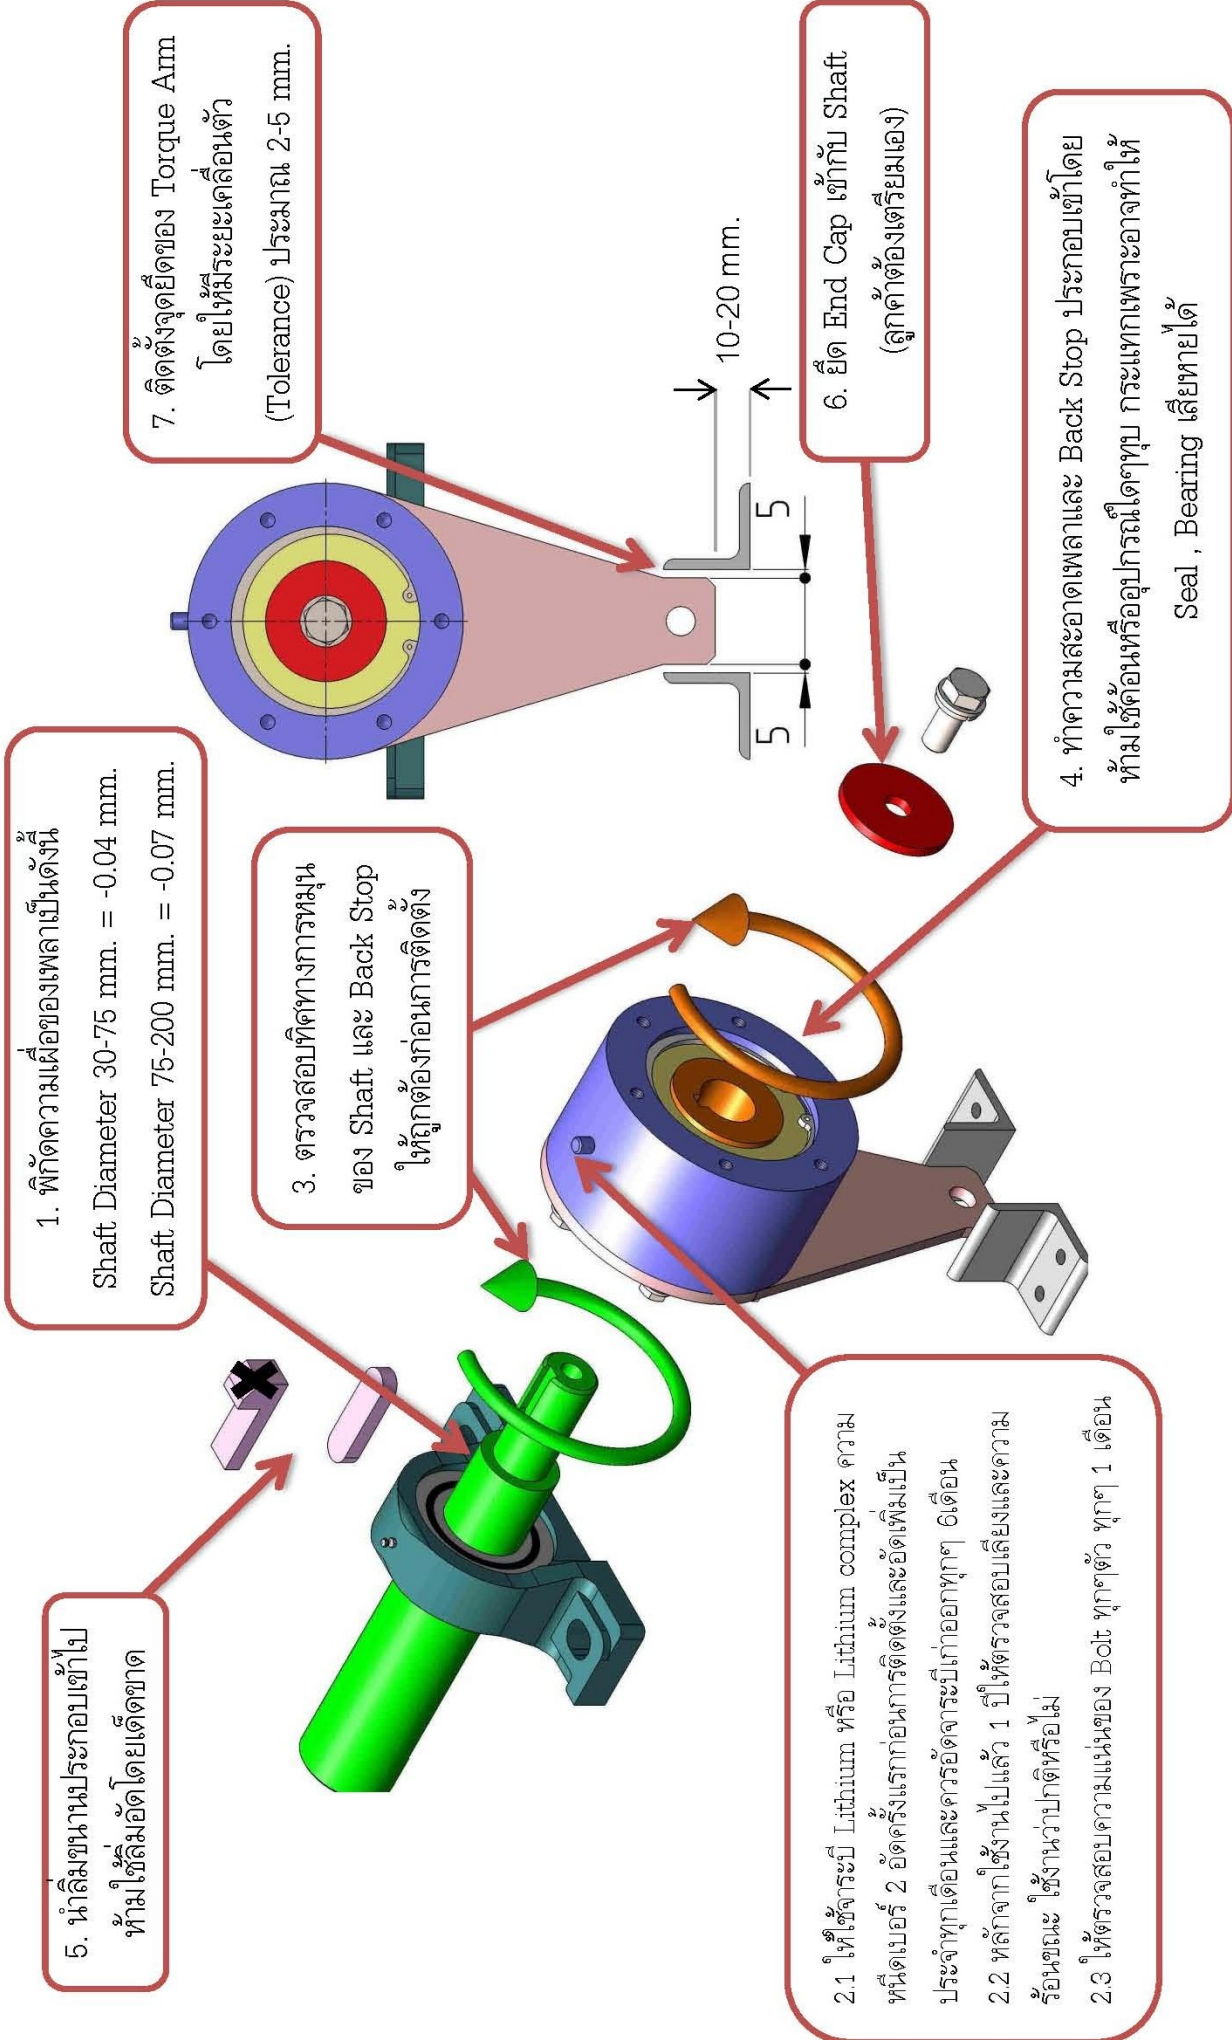 1. พิกัดความเผื่อของเพลาเป็นดังนี้
Shaft Diameter 30-75 mm. = -0.04 mm.
Shaft Diameter 75-200 mm. = -0.07 mm.
2.1 ให้ใช้จาระบี Lithium หรือ Lithium complex ความ
หนืดเบอร์ 2 อัดครั้งแรกก่อนการติดตั้งและอัดเพิ่มเป็น
ประจำทุกเดือนและควรอัดจาระบีเก่าออกทุกๆ 6เดือน
2.2 หลักจากใช้งานไปแล้ว 1 ปีให้ตรวจสอบเสียงและความ
ร้อนขณะ ใช้งานว่าปกติหรือไม่
2.3 ให้ตรวจสอบความแน่นของ Bolt ทุกๆตัว ทุกๆ 1 เดือน
3. ตรวจสอบทิศทางการหมุน
ของ Shaft และ Back Stop
ให้ถูกต้องก่อนการติดตั้ง
4. ทำความสะอาดเพลาและ Back Stop ประกอบเข้าโดย
ห้ามใช้ค้อนหรืออุปกรณ์ใดๆทุบ กระแทกเพราะอาจทำให้
Seal , Bearing เสียหายได้
5. นำลิ่มขนานประกอบเข้าไป
ห้ามใช้ลิ่มอัดโดยเด็ดขาด
6. ยึด End Cap เข้ากับ Shaft
(ลูกค้าต้องเตรียมเอง)
7. ติดตั้งจุดยึดของ Torque Arm
โดยให้มีระยะเคลื่อนตัว
(Tolerance) ประมาณ 2-5 mm.
10-20 mm.
5
5